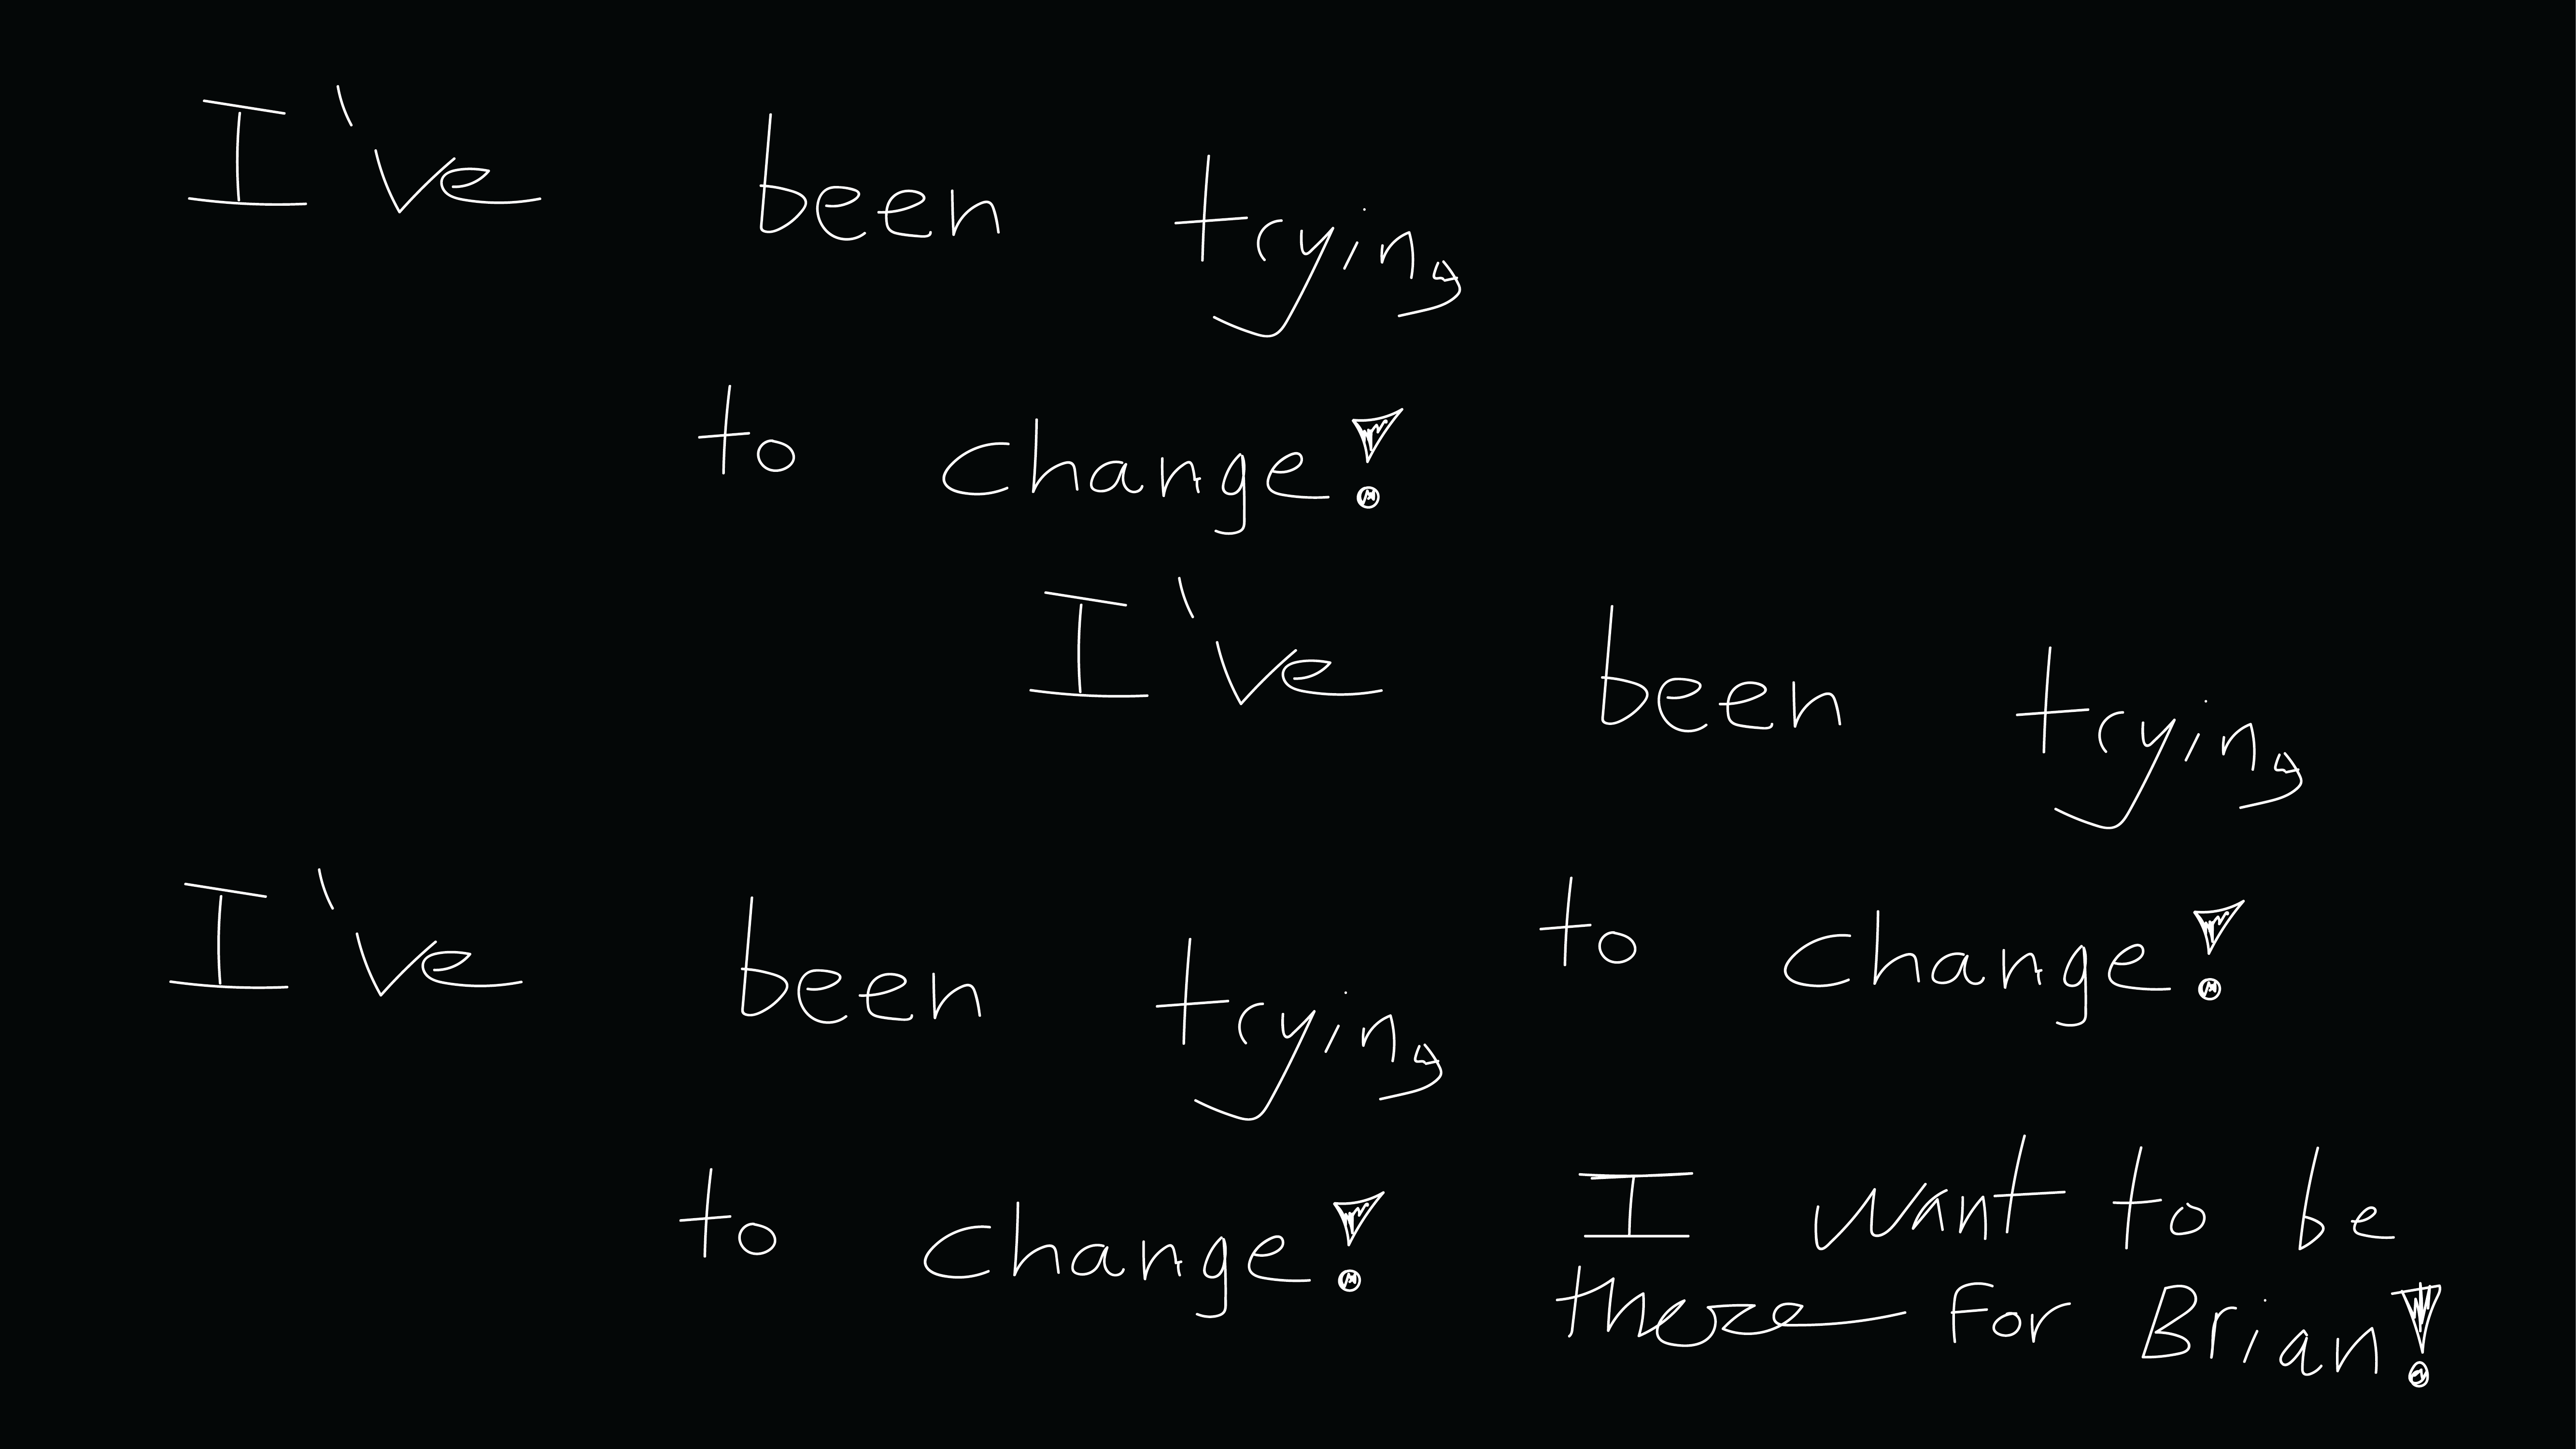 I've been trying
to change!
I've been trying
to change!
I've been trying
to change!
I want to be
there for Brian!